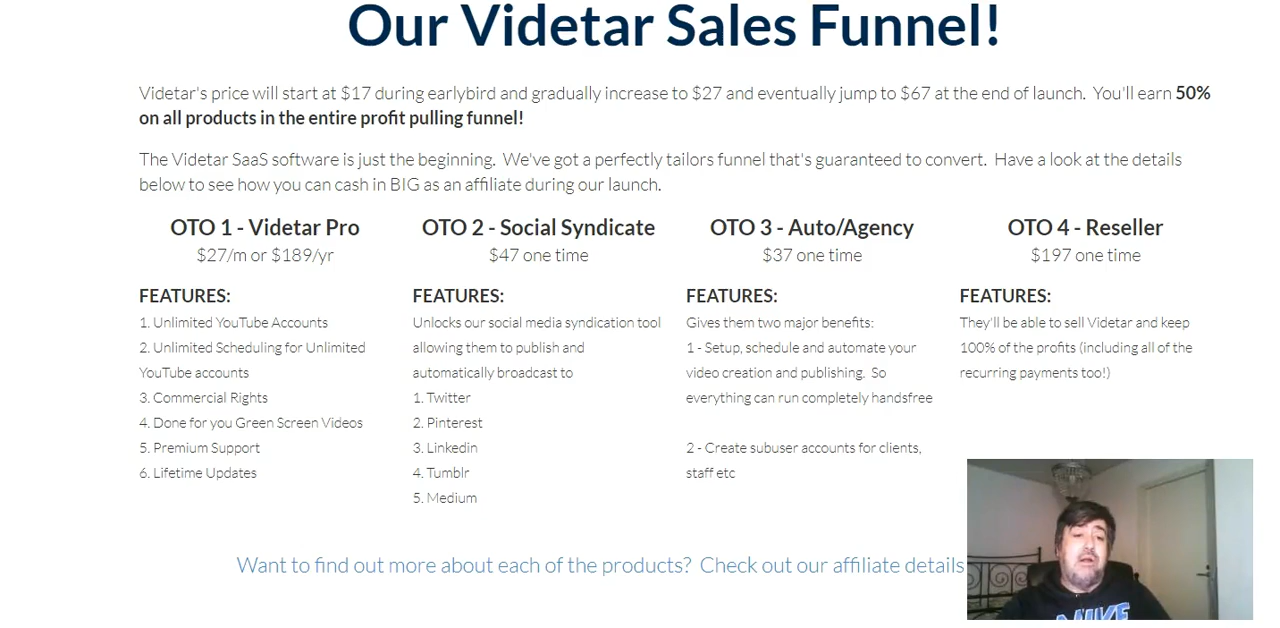 Our Videtar Sales Funnel!
Videtar's price will start at $17 during earlybird and gradually increase to $27 and eventually jump to $67 at the end of launch. You'll earn 50%
on all products in the entire profit pulling funnel!
The Videtar SaaS software is just the beginning. We've got a perfectly tailors funnel that's guaranteed to convert. Have a look at the details
below to see how you can cash in BIG as an affiliate during our launch.
OTO 1 - Videtar Pro
$27/m or $189/yr
FEATURES:
1. Unlimited YouTube Accounts
2. Unlimited Scheduling for Unlimited
YouTube accounts
3. Commercial Rights
4. Done for you Green Screen Videos
5. Premium Support
6. Lifetime Updates
OTO 2 - Social Syndicate
$47 one time
FEATURES:
Unlocks our social media syndication tool
allowing them to publish and
automatically broadcast to
1. Twitter
2. Pinterest
3. Linkedin
4. Tumblr
5. Medium
OTO 3 - Auto/Agency
$37 one time
FEATURES:
Gives them two major benefits:
1 - Setup, schedule and automate your
video creation and publishing. So
everything can run completely handsfree
2 - Create subuser accounts for clients,
staff etc
OTO 4 - Reseller
$197 one time
FEATURES:
They'll be able to sell Videtar and keep
100% of the profits (including all of the
recurring payments too!)
Want to find out more about each of the products? Check out our affiliate details